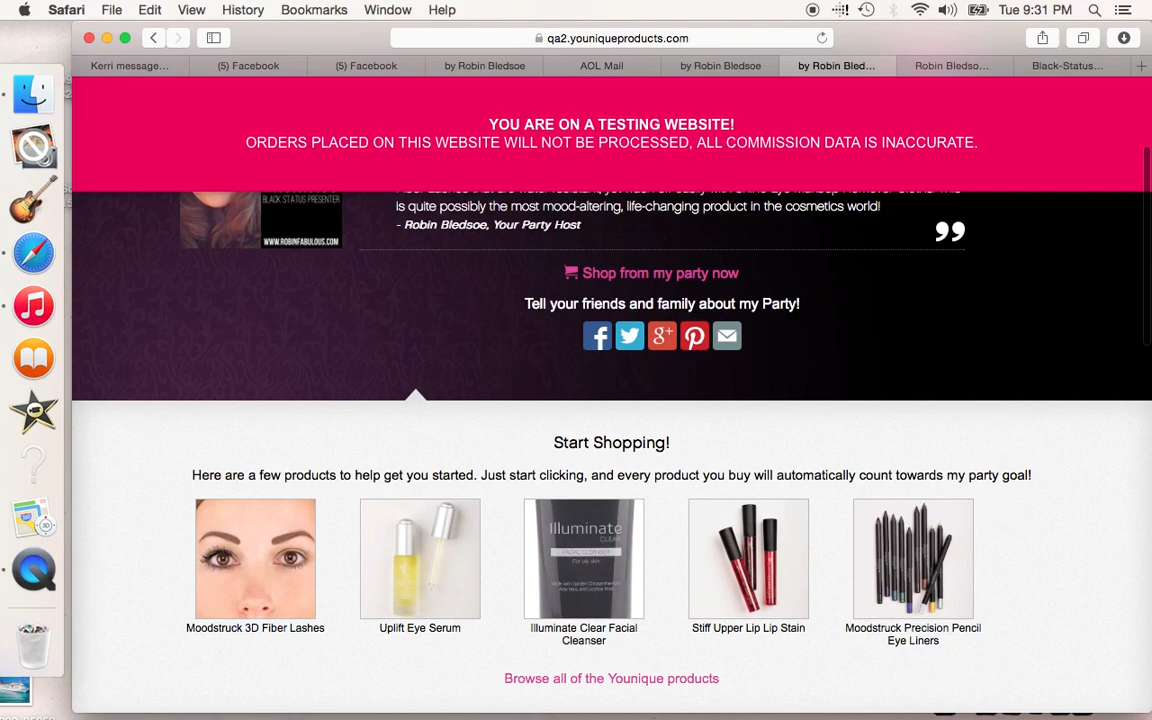 Safari File Edit View History Bookmarks Window Help Tue 9:31 PM
qa2.youniqueproducts.com
Kerri message... (5) Facebook (5) Facebook by Robin Bledsoe AOL Mail by Robin Bledsoe by Robin Bled... Robin Bledso... Black-Status...
YOU ARE ON A TESTING WEBSITE!
ORDERS PLACED ON THIS WEBSITE WILL NOT BE PROCESSED, ALL COMMISSION DATA IS INACCURATE.
BLACK STATUS PRESENTER
is quite possibly the most mood-altering, life-changing product in the cosmetics world!
- Robin Bledsoe, Your Party Host
WWW.ROBINFABULOUS.COM
Shop from my party now
Tell your friends and family about my Party!
Start Shopping!
Here are a few products to help get you started. Just start clicking, and every product you buy will automatically count towards my party goal!
Illuminate
CLEAR
FACIAL CLEANSER
For oily skin
Moodstruck 3D Fiber Lashes
Uplift Eye Serum
Illuminate Clear Facial
Cleanser
Stiff Upper Lip Lip Stain
Moodstruck Precision Pencil
Eye Liners
Browse all of the Younique products